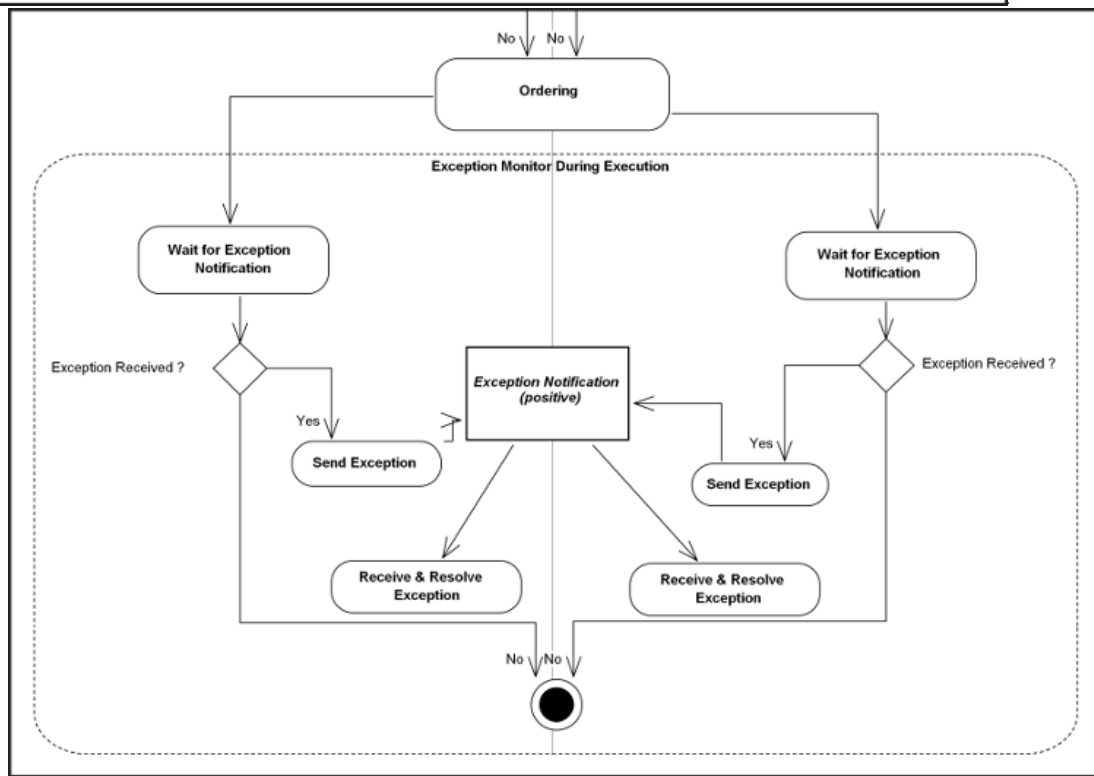 No No
Ordering
Exception Monitor During Execution
Wait for Exception
Notification
Wait for Exception
Notification
Exception Received ?
Exception Received ?
Exception Notification
(positive)
Yes
Yes
Send Exception
Send Exception
Receive & Resolve
Exception
Receive & Resolve
Exception
No No